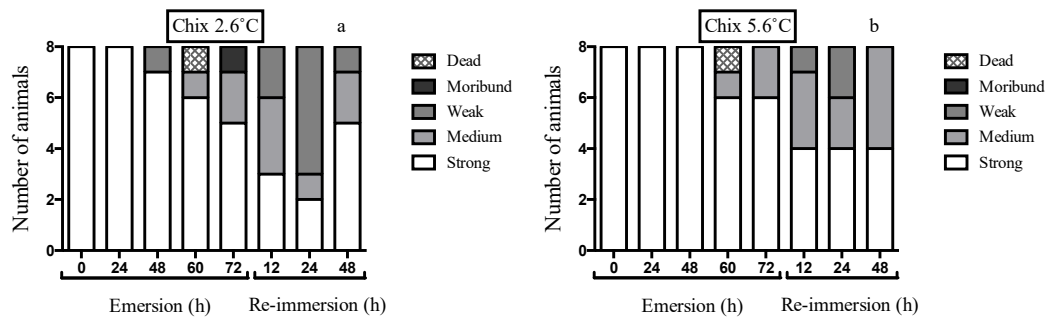 Chix 2.6˚C
a
Number of animals
8
6
4
2
0
0 24 48 60 72 12 24 48
Emersion (h) Re-immersion (h)
Dead
Moribund
Weak
Medium
Strong
Chix 5.6˚C
b
Number of animals
8
6
4
2
0
0 24 48 60 72 12 24 48
Emersion (h) Re-immersion (h)
Dead
Moribund
Weak
Medium
Strong